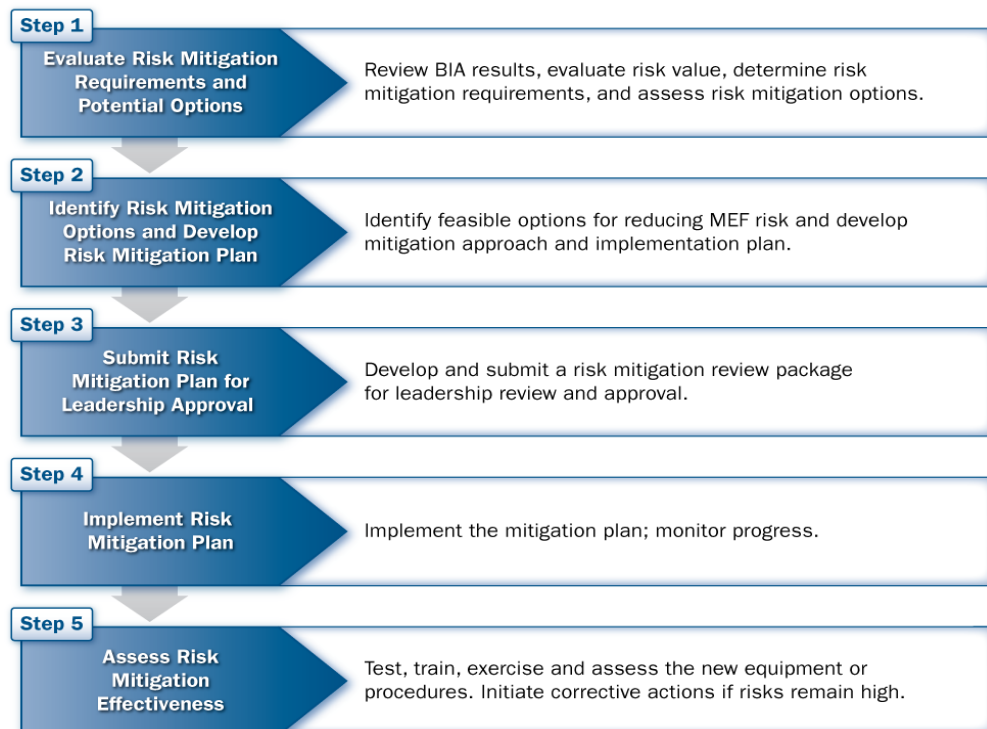 Step 1
Evaluate Risk Mitigation
Requirements and
Potential Options
Review BIA results, evaluate risk value, determine risk
mitigation requirements, and assess risk mitigation options.
Step 2
Identify Risk Mitigation
Options and Develop
Risk Mitigation Plan
Identify feasible options for reducing MEF risk and develop
mitigation approach and implementation plan.
Step 3
Submit Risk
Mitigation Plan for
Leadership Approval
Develop and submit a risk mitigation review package
for leadership review and approval.
Step 4
Implement Risk
Mitigation Plan
Implement the mitigation plan; monitor progress.
Step 5
Assess Risk
Mitigation
Effectiveness
Test, train, exercise and assess the new equipment or
procedures. Initiate corrective actions if risks remain high.